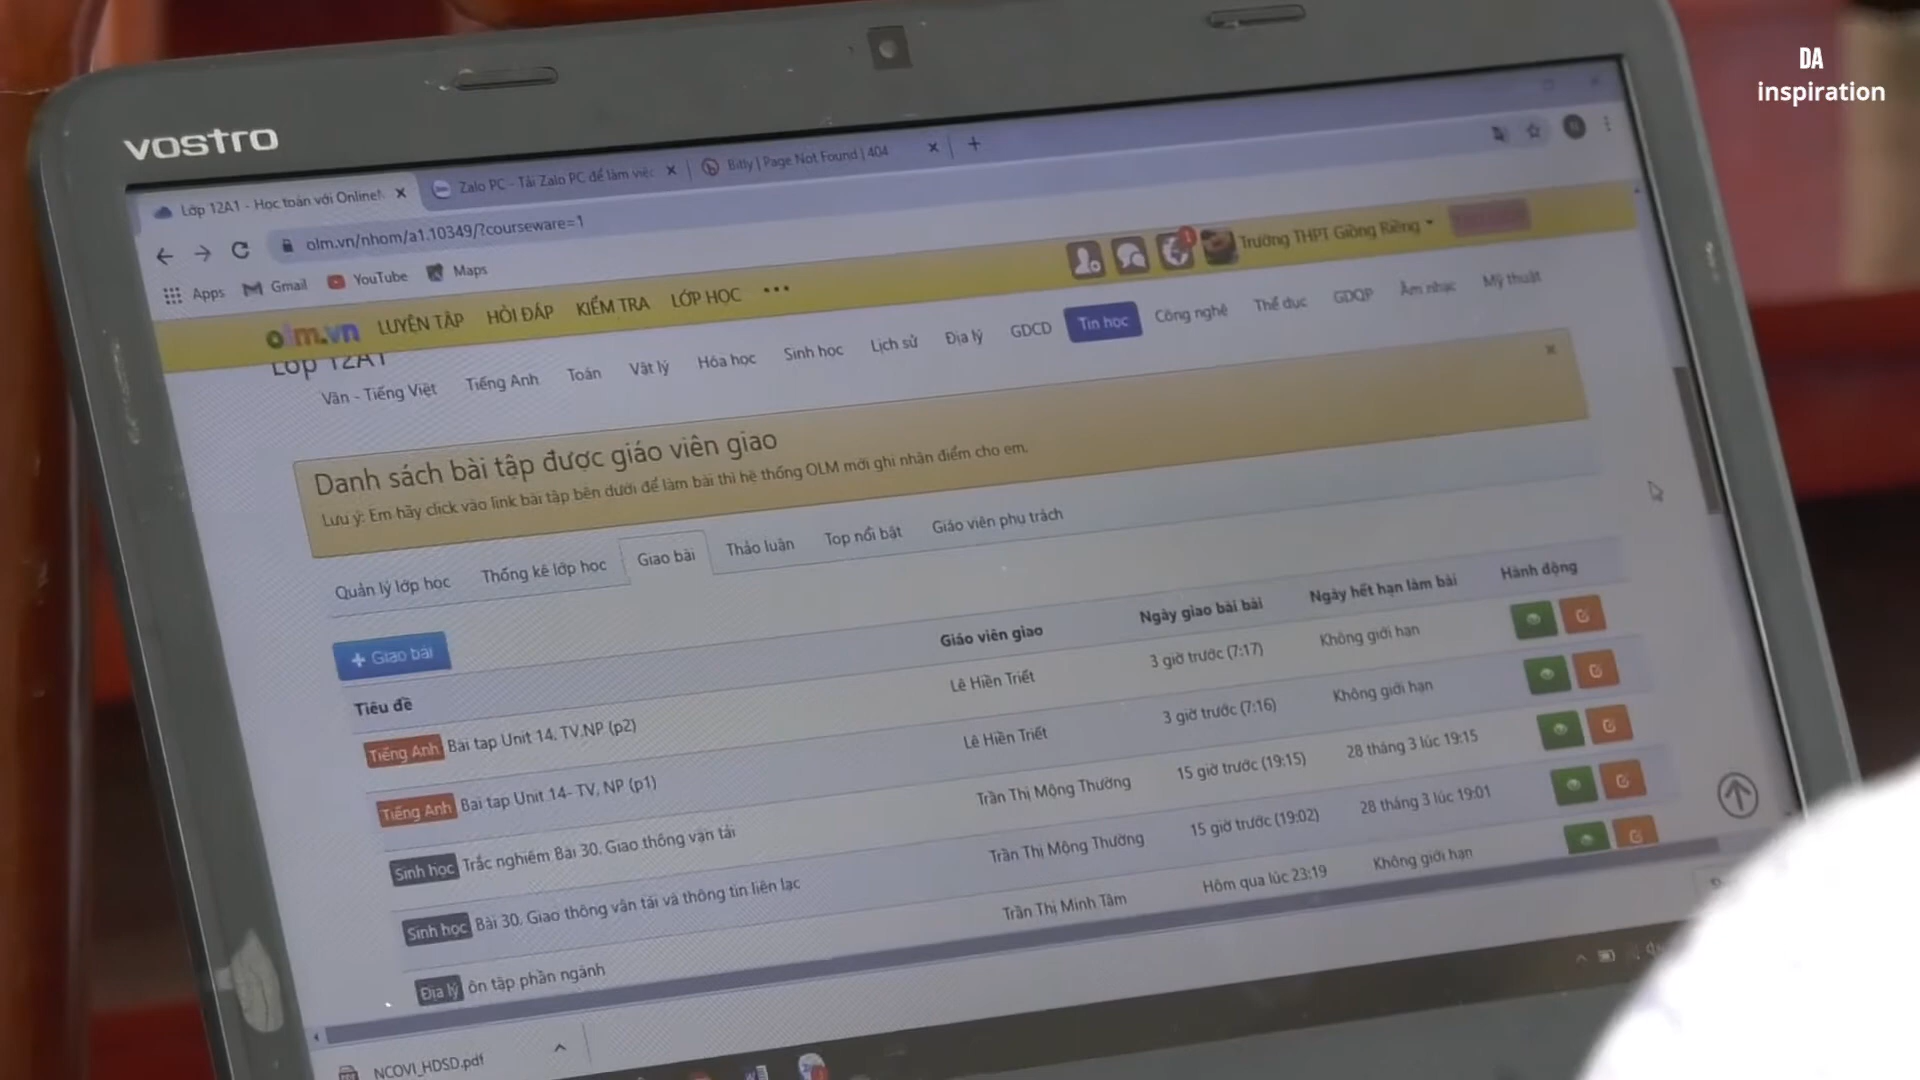 DA
inspiration
vostro
Lớp 12A1 - Học toán với OnlineM
Zalo PC - Tải Zalo PC để làm việc
Bitly | Page Not Found | 404
olm.vn/nhom/a1.10349/?courseware=1
Apps Gmail YouTube Maps
olm.vn LUYỆN TẬP HỎI ĐÁP KIỂM TRA LỚP HỌC ••• 1 Trường THPT Giồng Riềng
Lớp 12A1
Văn - Tiếng Việt Tiếng Anh Toán Vật lý Hóa học Sinh học Lịch sử Địa lý GDCD Tin học Công nghệ Thể dục GDQP Âm nhạc Mỹ thuật
Danh sách bài tập được giáo viên giao
Lưu ý: Em hãy click vào link bài tập bên dưới để làm bài thì hệ thống OLM mới ghi nhận điểm cho em.
Quản lý lớp học Thống kê lớp học Giao bài Thảo luận Top nổi bật Giáo viên phụ trách
+ Giao bài
Tiêu đề Giáo viên giao Ngày giao bài bài Ngày hết hạn làm bài Hành động
Tiếng Anh Bài tap Unit 14. TV.NP (p2) Lê Hiền Triết 3 giờ trước (7:17) Không giới hạn
Tiếng Anh Bai tap Unit 14- TV, NP (p1) Lê Hiền Triết 3 giờ trước (7:16) Không giới hạn
Sinh học Trắc nghiệm Bài 30. Giao thông vận tải Trần Thị Mộng Thường 15 giờ trước (19:15) 28 tháng 3 lúc 19:15
Sinh học Bài 30. Giao thông vận tải và thông tin liên lạc Trần Thị Mộng Thường 15 giờ trước (19:02) 28 tháng 3 lúc 19:01
Địa lý ôn tập phần ngành Trần Thị Minh Tâm Hôm qua lúc 23:19 Không giới hạn
NCOVI_HDSD.pdf